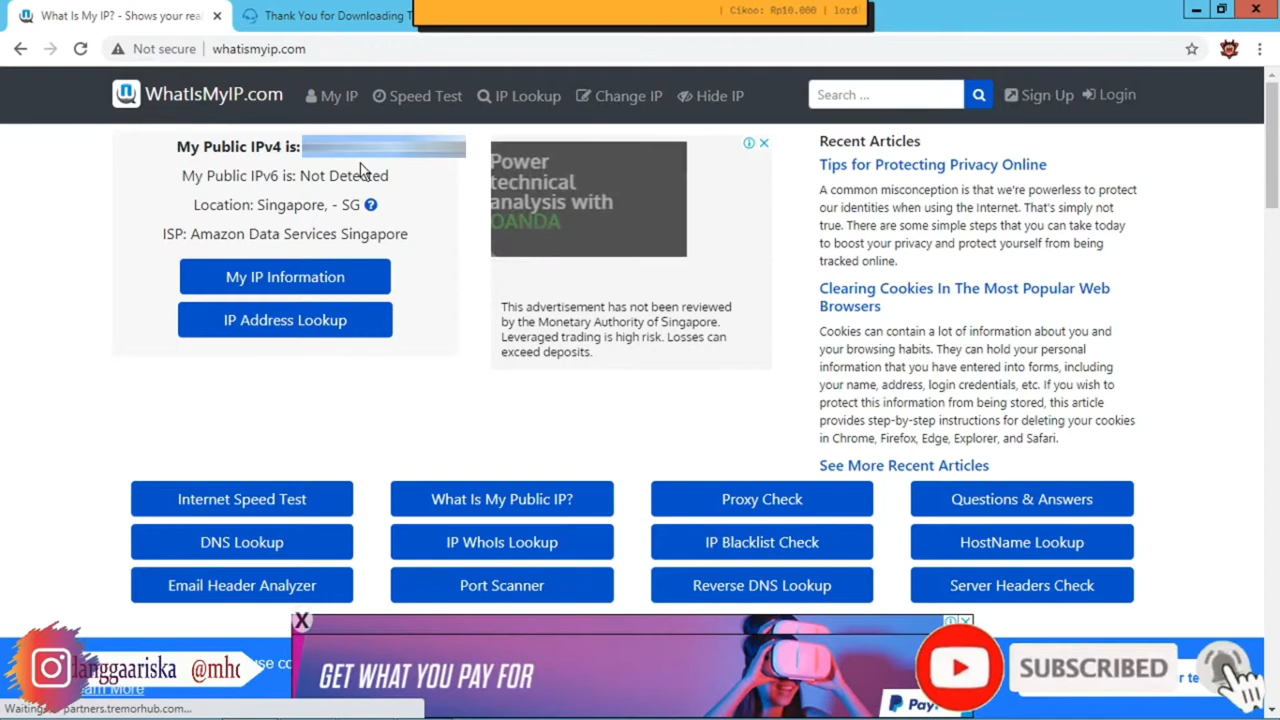 What Is My IP? - Shows your rea
Thank You for Downloading T
| Cikoo: Rp10.000 | lord
Not secure
whatismyip.com
WhatIsMyIP.com
My IP
Speed Test
IP Lookup
Change IP
Hide IP
Search ...
Sign Up
Login
My Public IPv4 is:
My Public IPv6 is: Not Detected
Location: Singapore, - SG
ISP: Amazon Data Services Singapore
My IP Information
IP Address Lookup
Power
technical
analysis with
OANDA
This advertisement has not been reviewed
by the Monetary Authority of Singapore.
Leveraged trading is high risk. Losses can
exceed deposits.
Recent Articles
Tips for Protecting Privacy Online
A common misconception is that we're powerless to protect
our identities when using the Internet. That's simply not
true. There are some simple steps that you can take today
to boost your privacy and protect yourself from being
tracked online.
Clearing Cookies In The Most Popular Web
Browsers
Cookies can contain a lot of information about you and
your browsing habits. They can hold your personal
information that you have entered into forms, including
your name, address, login credentials, etc. If you wish to
protect this information from being stored, this article
provides step-by-step instructions for deleting your cookies
in Chrome, Firefox, Edge, Explorer, and Safari.
See More Recent Articles
Internet Speed Test
What Is My Public IP?
Proxy Check
Questions & Answers
DNS Lookup
IP WhoIs Lookup
IP Blacklist Check
HostName Lookup
Email Header Analyzer
Port Scanner
Reverse DNS Lookup
Server Headers Check
X
danggaariska @mhc
use co
Learn More
GET WHAT YOU PAY FOR
PayP
SUBSCRIBED
r te
partners.tremorhub.com...